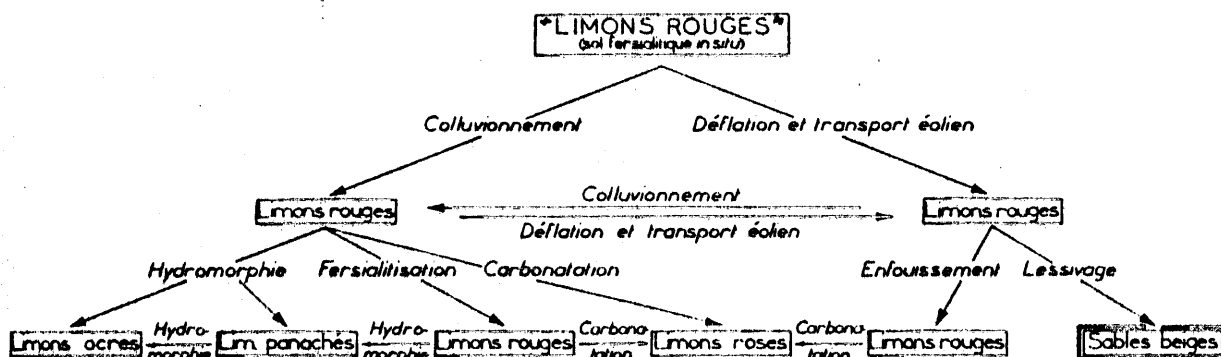 "LIMONS ROUGES"
(sol fersialitique in situ)
Colluvionnement
Déflation et transport éolien
Colluvionnement
Limons rouges
Limons rouges
Déflation et transport éolien
Hydromorphie
Fersialitisation
Carbonatation
Enfouissement
Lessivage
Limons ocres
Hydro-
morphie
Lim. panachés
Hydro-
morphie
Limons rouges
Carbona-
tation
Limons roses
Carbona-
tation
Limons rouges
Sables beiges